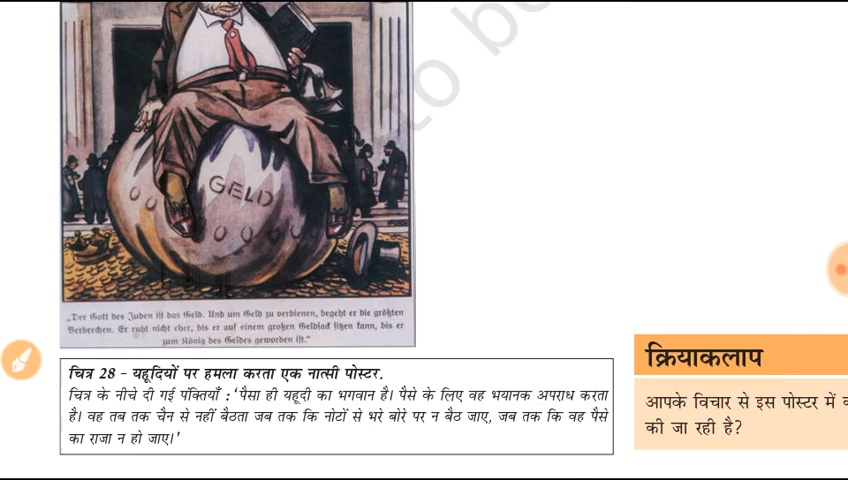 to be
GELD
„Der Gott des Juden ist das Geld. Und um Geld zu verdienen, begeht er die größten
Verbrechen. Er ruht nicht eher, bis er auf einem großen Geldsack sitzen kann, bis er
zum König des Geldes geworden ist.“
चित्र 28 – यहूदियों पर हमला करता एक नात्सी पोस्टर.
चित्र के नीचे दी गई पंक्तियाँ : ‘पैसा ही यहूदी का भगवान है। पैसे के लिए वह भयानक अपराध करता
है। वह तब तक चैन से नहीं बैठता जब तक कि नोटों से भरे बोरे पर न बैठ जाए, जब तक कि वह पैसे
का राजा न हो जाए।’
क्रियाकलाप
आपके विचार से इस पोस्टर में
की जा रही है?